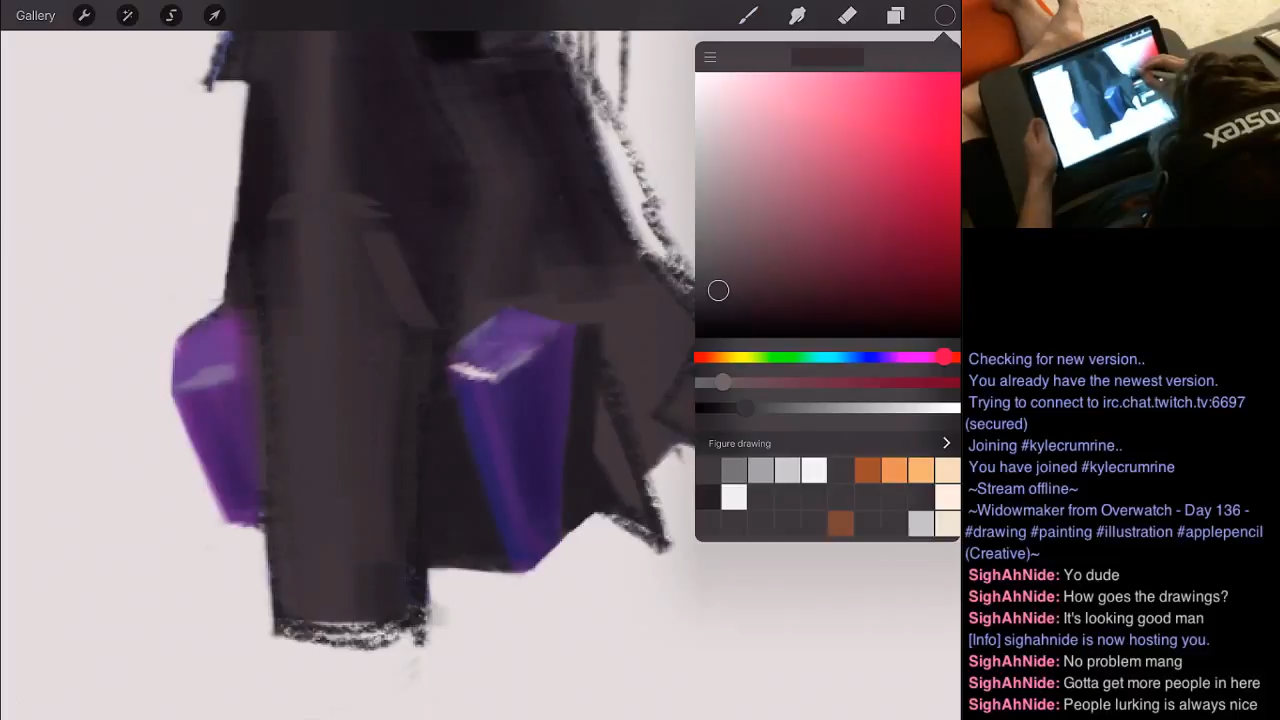 Gallery
Figure drawing
Checking for new version..
You already have the newest version.
Trying to connect to irc.chat.twitch.tv:6697
(secured)
Joining #kylecrumrine..
You have joined #kylecrumrine
~Stream offline~
~Widowmaker from Overwatch - Day 136 -
#drawing #painting #illustration #applepencil
(Creative)~
SighAhNide: Yo dude
SighAhNide: How goes the drawings?
SighAhNide: It's looking good man
[Info] sighahnide is now hosting you.
SighAhNide: No problem mang
SighAhNide: Gotta get more people in here
SighAhNide: People lurking is always nice